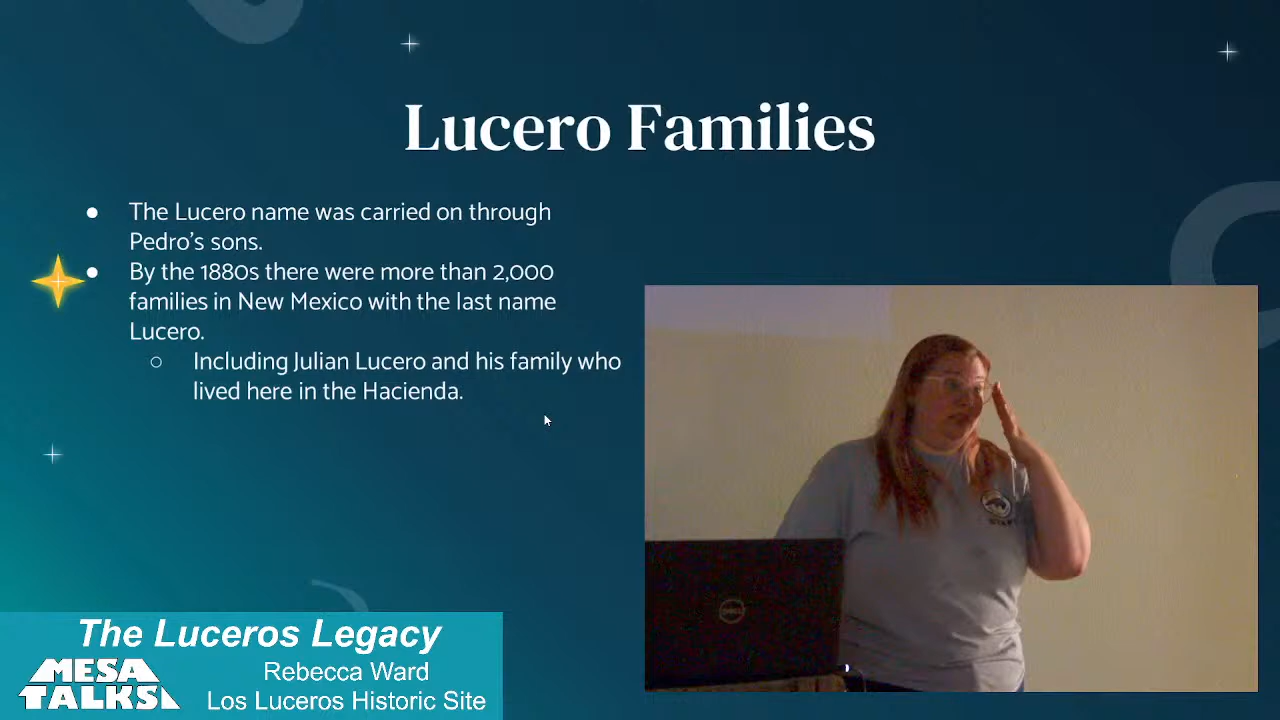 Lucero Families
● The Lucero name was carried on through
Pedro's sons.
● By the 1880s there were more than 2,000
families in New Mexico with the last name
Lucero.
○ Including Julian Lucero and his family who
lived here in the Hacienda.
DELL
The Luceros Legacy
MESA
TALKS
Rebecca Ward
Los Luceros Historic Site